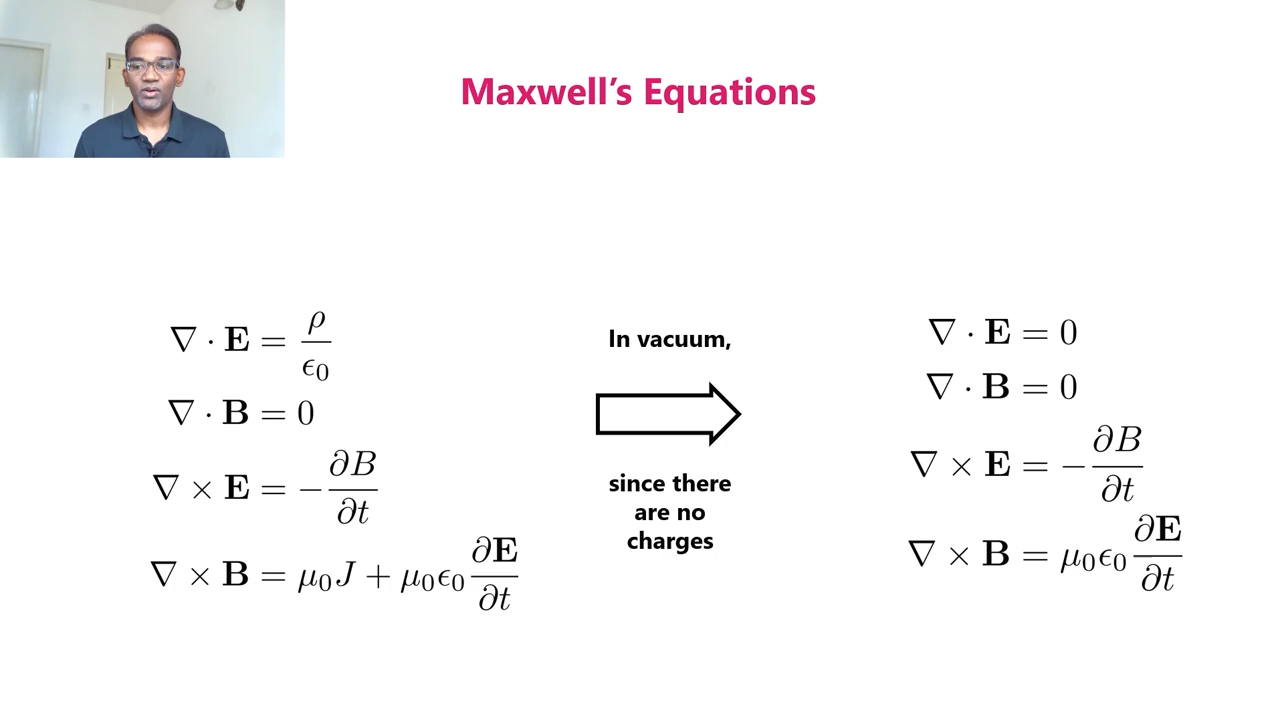 Maxwell's Equations
∇ · 𝐄 = ρ/ϵ₀
∇ · 𝐁 = 0
∇ × 𝐄 = −∂B/∂t
∇ × 𝐁 = μ₀J + μ₀ϵ₀ ∂𝐄/∂t
In vacuum,
since there
are no
charges
∇ · 𝐄 = 0
∇ · 𝐁 = 0
∇ × 𝐄 = −∂B/∂t
∇ × 𝐁 = μ₀ϵ₀ ∂𝐄/∂t